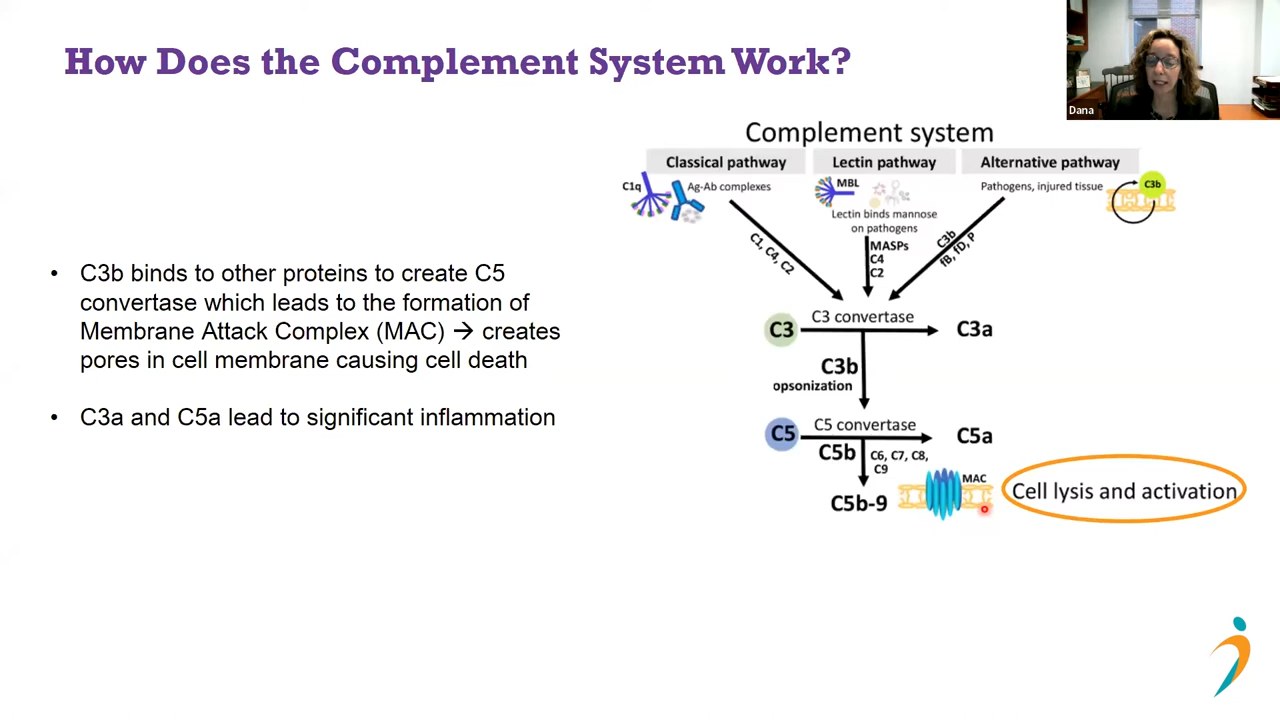 How Does the Complement System Work?
Dana
• C3b binds to other proteins to create C5
convertase which leads to the formation of
Membrane Attack Complex (MAC) → creates
pores in cell membrane causing cell death
• C3a and C5a lead to significant inflammation
Complement system
Classical pathway
Lectin pathway
Alternative pathway
C1q
Ag-Ab complexes
MBL
Pathogens, injured tissue
C3b
Lectin binds mannose
on pathogens
C1, C4, C2
MASPs
C4
C2
C3b
fB, fD, P
C3 convertase
C3
C3a
C3b
opsonization
C5 convertase
C5
C5a
C5b
C6, C7, C8,
C9
C5b-9
MAC
Cell lysis and activation